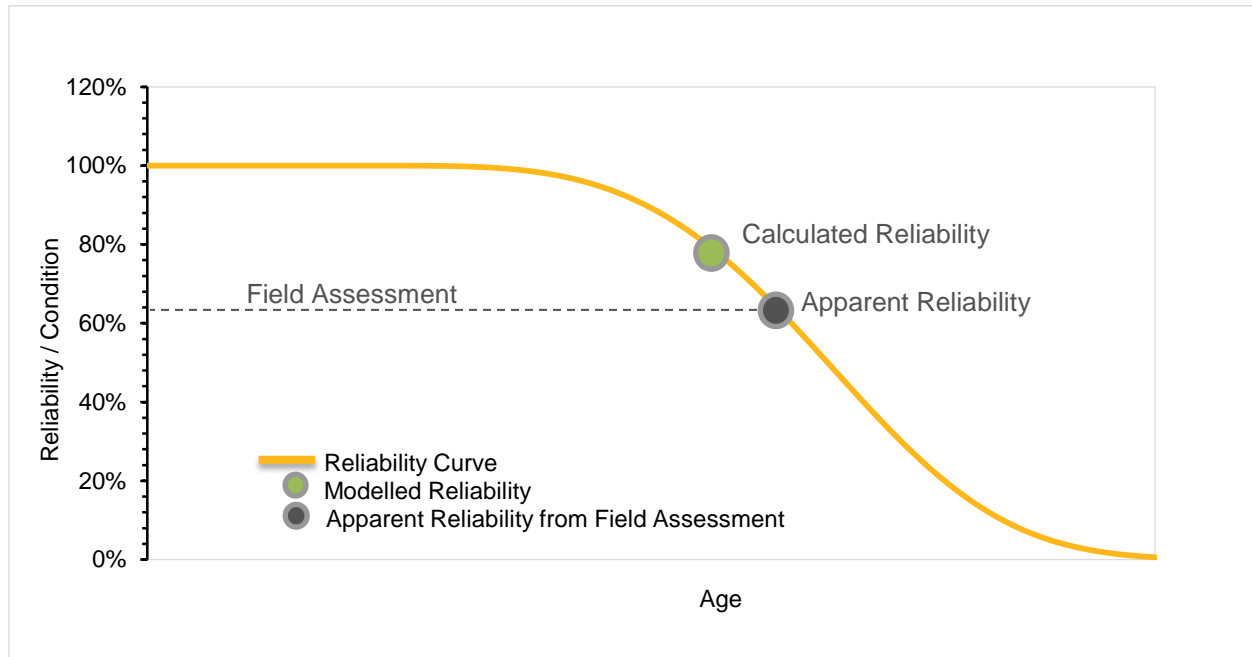 120%
100%
80%
60%
40%
20%
0%
Reliability / Condition
Calculated Reliability
Field Assessment
Apparent Reliability
Reliability Curve
Modelled Reliability
Apparent Reliability from Field Assessment
Age